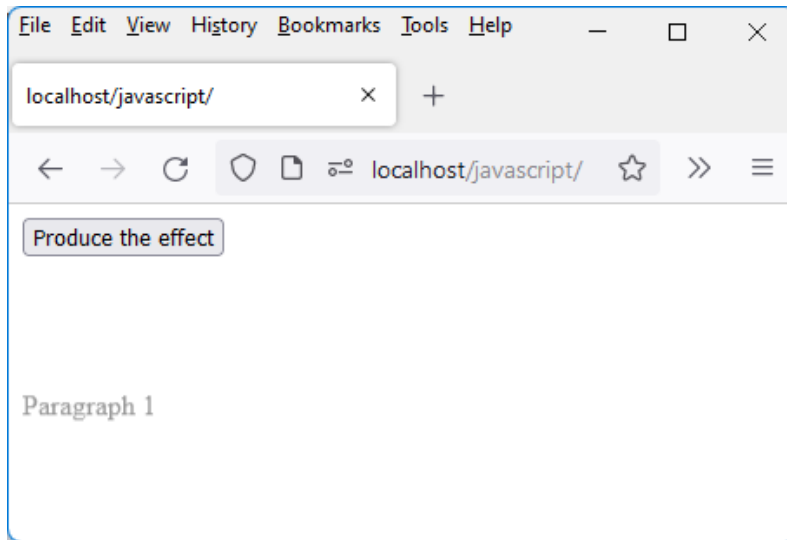 File Edit View History Bookmarks Tools Help
localhost/javascript/
localhost/javascript/
Produce the effect
Paragraph 1